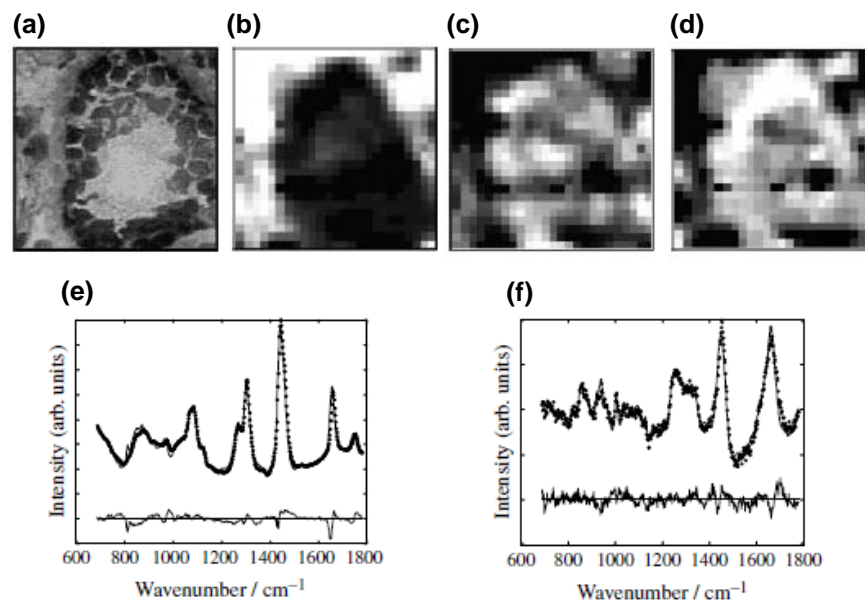 (a) (b) (c) (d)
(e) (f)
Intensity (arb. units)
600 800 1000 1200 1400 1600 1800
Wavenumber / cm⁻¹
Intensity (arb. units)
600 800 1000 1200 1400 1600 1800
Wavenumber / cm⁻¹